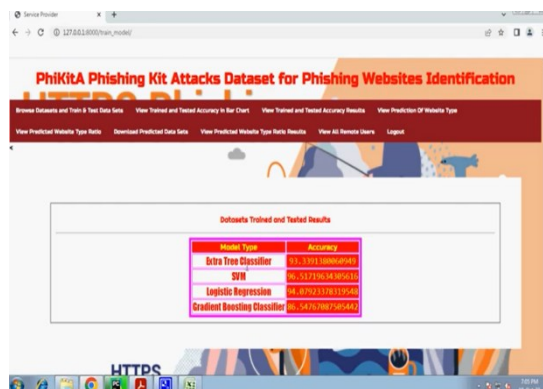 Service Provider
127.0.0.1:8000/train_model/
PhiKitA Phishing Kit Attacks Dataset for Phishing Websites Identification
Browse Datasets and Train & Test Data Sets View Trained and Tested Accuracy in Bar Chart View Trained and Tested Accuracy Results View Prediction Of Website Type
View Predicted Website Type Ratio Download Predicted Data Sets View Predicted Website Type Ratio Results View All Remote Users Logout
Datasets Trained and Tested Results
Model Type Accuracy
Extra Tree Classifier 93.3391380060949
SVM 96.51719634305616
Logistic Regression 94.07923378319548
Gradient Boosting Classifier 86.54767087505442
HTTPS
7:05 PM